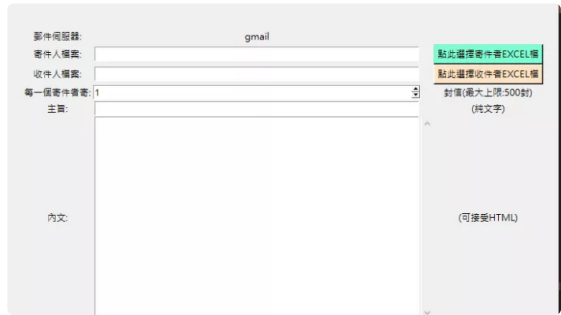 郵件伺服器: gmail
寄件人檔案: 點此選擇寄件者EXCEL檔
收件人檔案: 點此選擇收件者EXCEL檔
每一個寄件者寄: 1 封信(最大上限:500封)
主旨: (純文字)
內文: (可接受HTML)